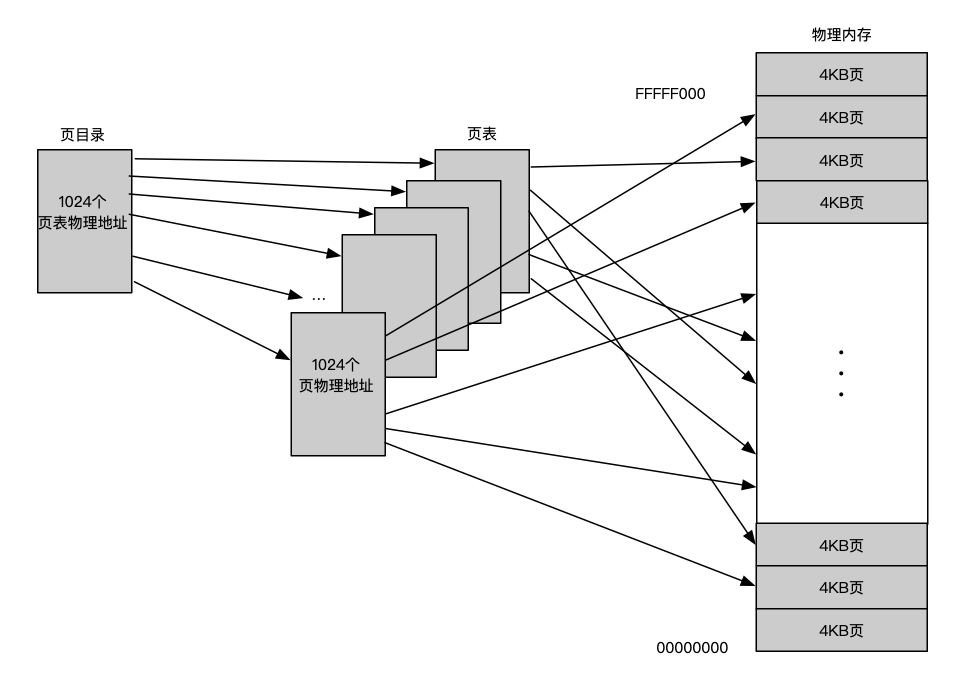 物理内存
4KB页
FFFFF000
4KB页
页目录
页表
4KB页
1024个
页表物理地址
4KB页
...
1024个
页物理地址
4KB页
4KB页
4KB页
00000000